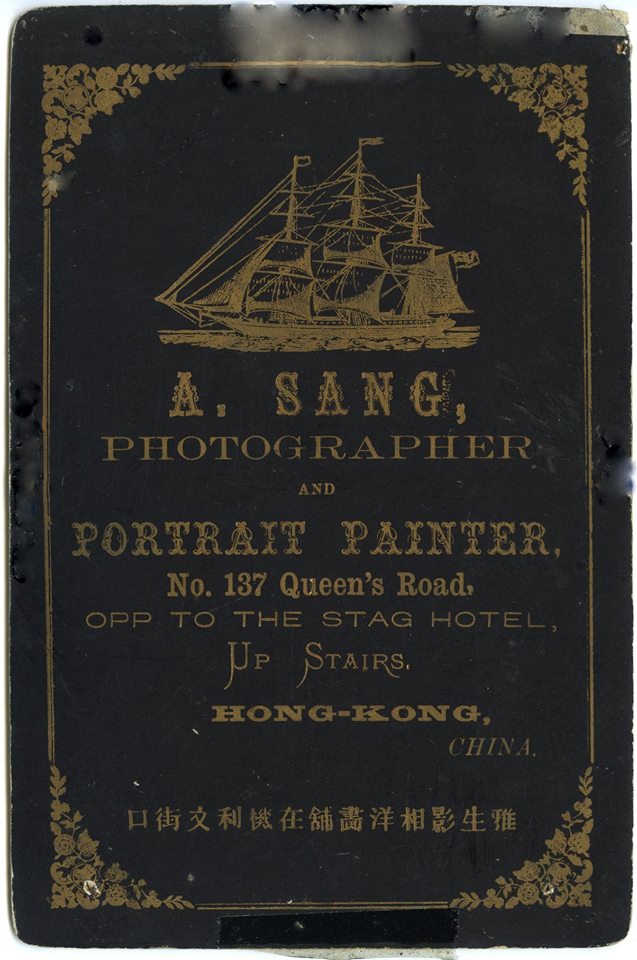 A. SANG,
PHOTOGRAPHER
AND
PORTRAIT PAINTER,
No. 137 Queen's Road,
OPP TO THE STAG HOTEL,
UP STAIRS.
HONG-KONG,
CHINA.
雅生影相洋畫舖在機利文街口